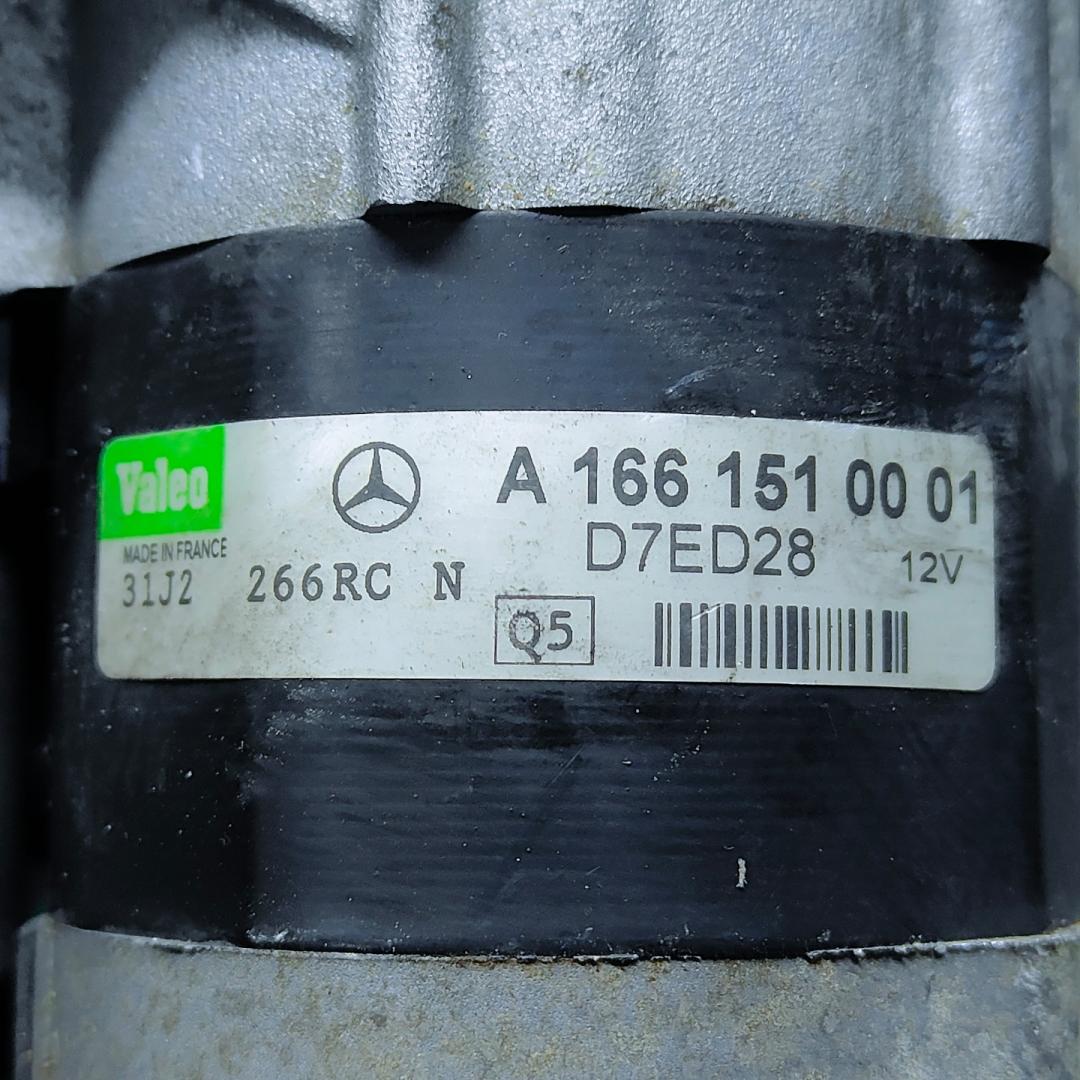 Valeo
A 166 151 00 01
D7ED28 12V
MADE IN FRANCE
31J2 266RC N
Q5